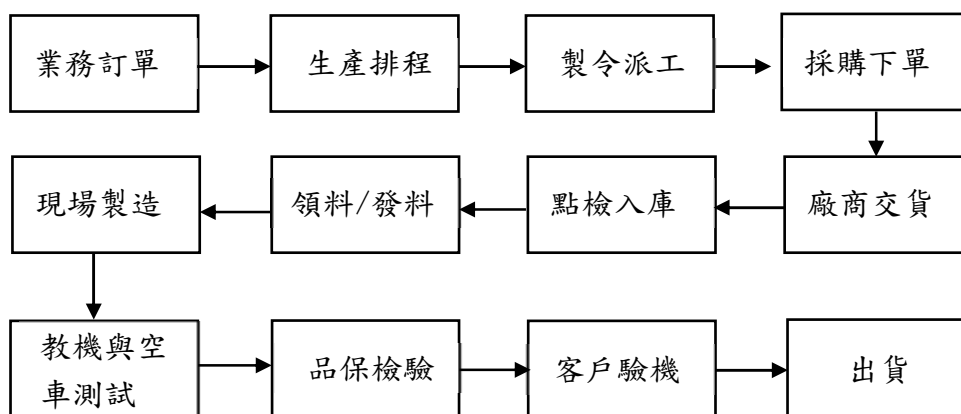 業務訂單
生產排程
製令派工
採購下單
廠商交貨
點檢入庫
領料/發料
現場製造
教機與空
車測試
品保檢驗
客戶驗機
出貨